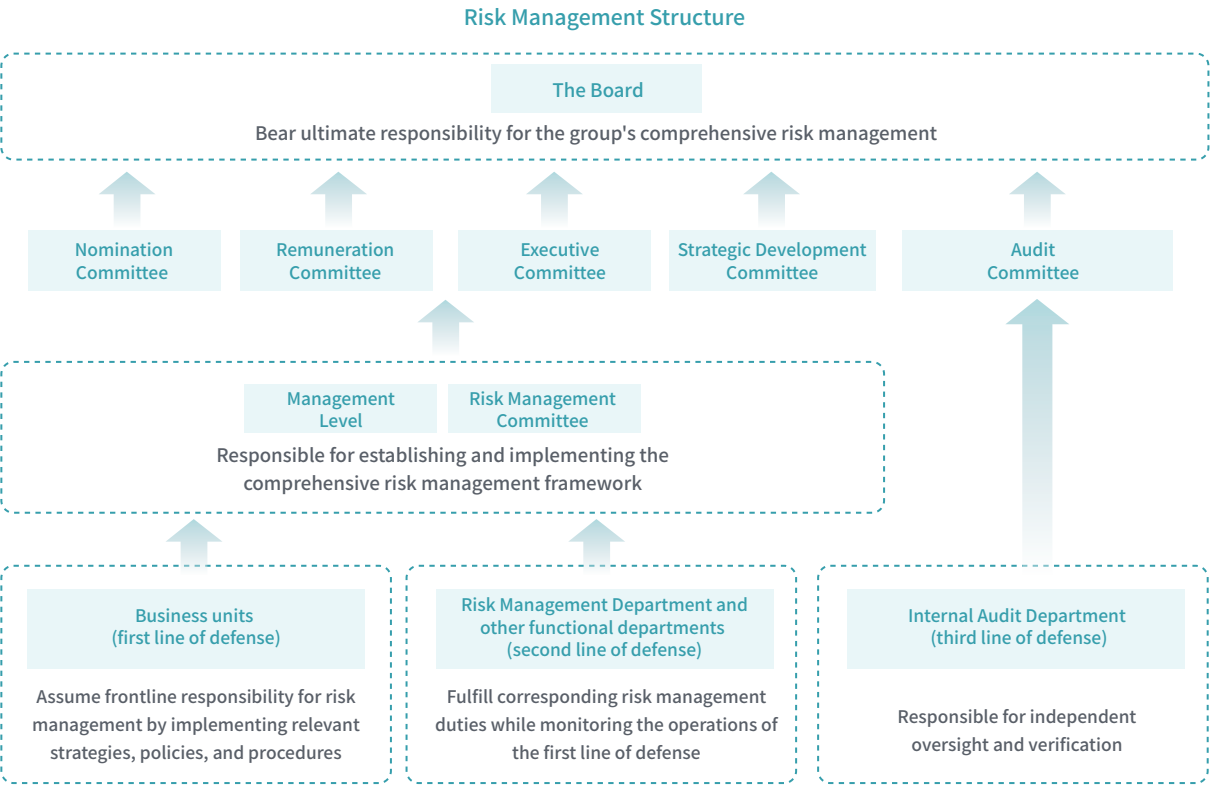 Risk Management Structure
The Board
Bear ultimate responsibility for the group's comprehensive risk management
Nomination
Committee
Remuneration
Committee
Executive
Committee
Strategic Development
Committee
Audit
Committee
Management
Level
Risk Management
Committee
Responsible for establishing and implementing the
comprehensive risk management framework
Business units
(first line of defense)
Assume frontline responsibility for risk
management by implementing relevant
strategies, policies, and procedures
Risk Management Department and
other functional departments
(second line of defense)
Fulfill corresponding risk management
duties while monitoring the operations of
the first line of defense
Internal Audit Department
(third line of defense)
Responsible for independent
oversight and verification